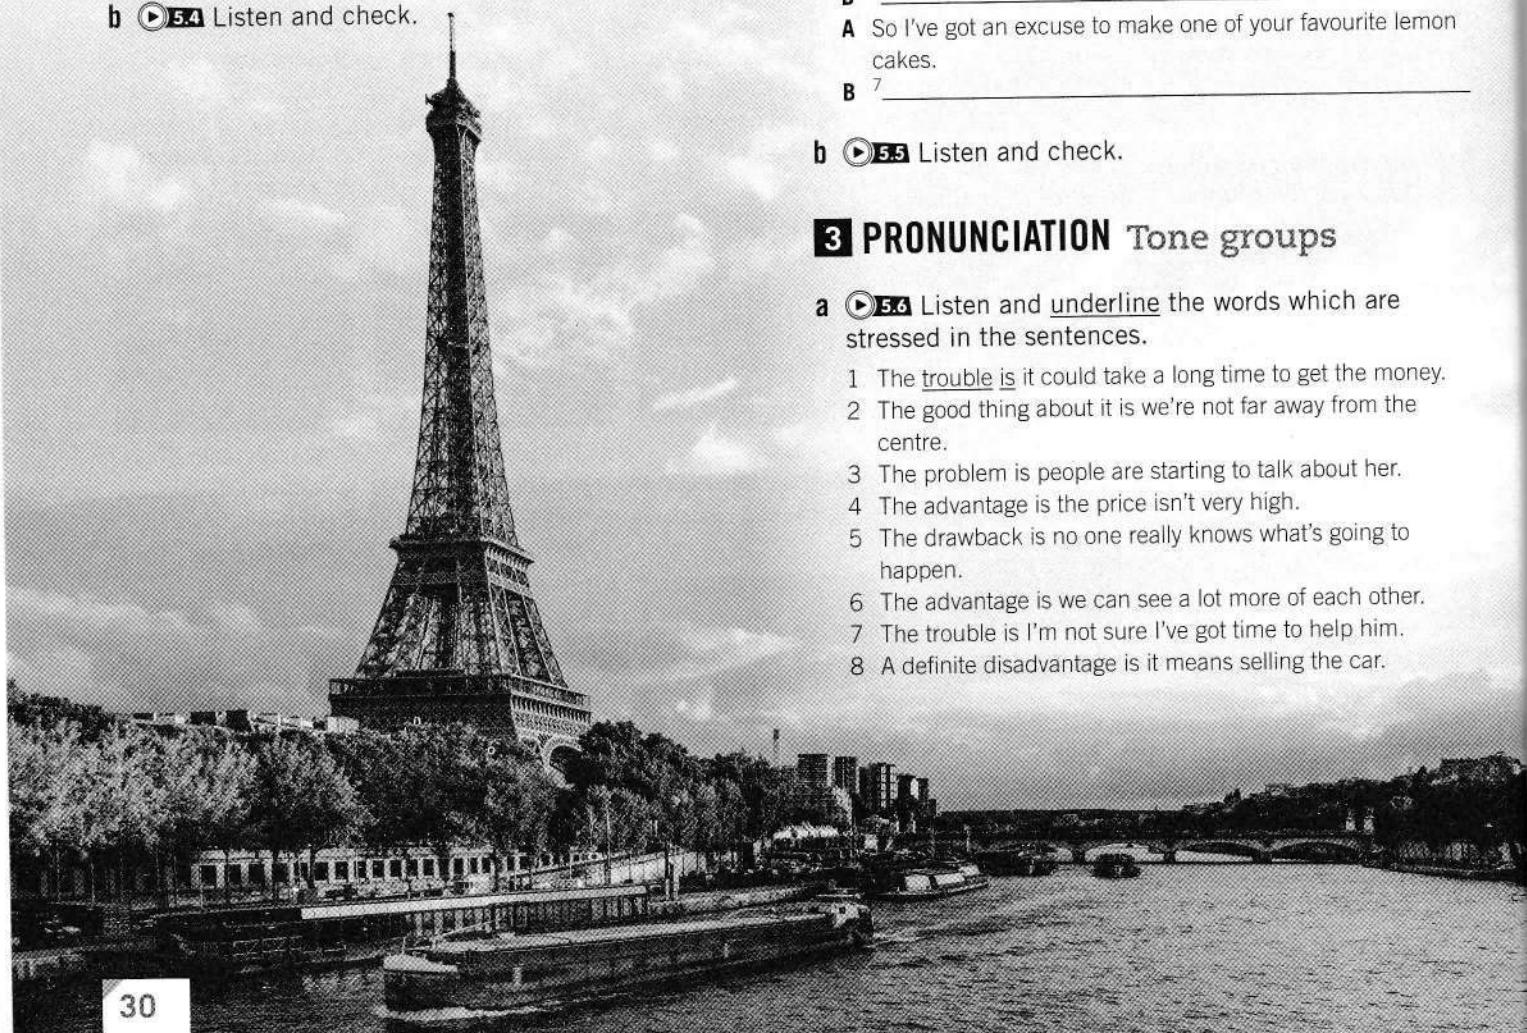 b 5.4 Listen and check.
A So I've got an excuse to make one of your favourite lemon
cakes.
B 7
b 5.5 Listen and check.
3 PRONUNCIATION Tone groups
a 5.6 Listen and underline the words which are
stressed in the sentences.
1 The trouble is it could take a long time to get the money.
2 The good thing about it is we're not far away from the
centre.
3 The problem is people are starting to talk about her.
4 The advantage is the price isn't very high.
5 The drawback is no one really knows what's going to
happen.
6 The advantage is we can see a lot more of each other.
7 The trouble is I'm not sure I've got time to help him.
8 A definite disadvantage is it means selling the car.
30